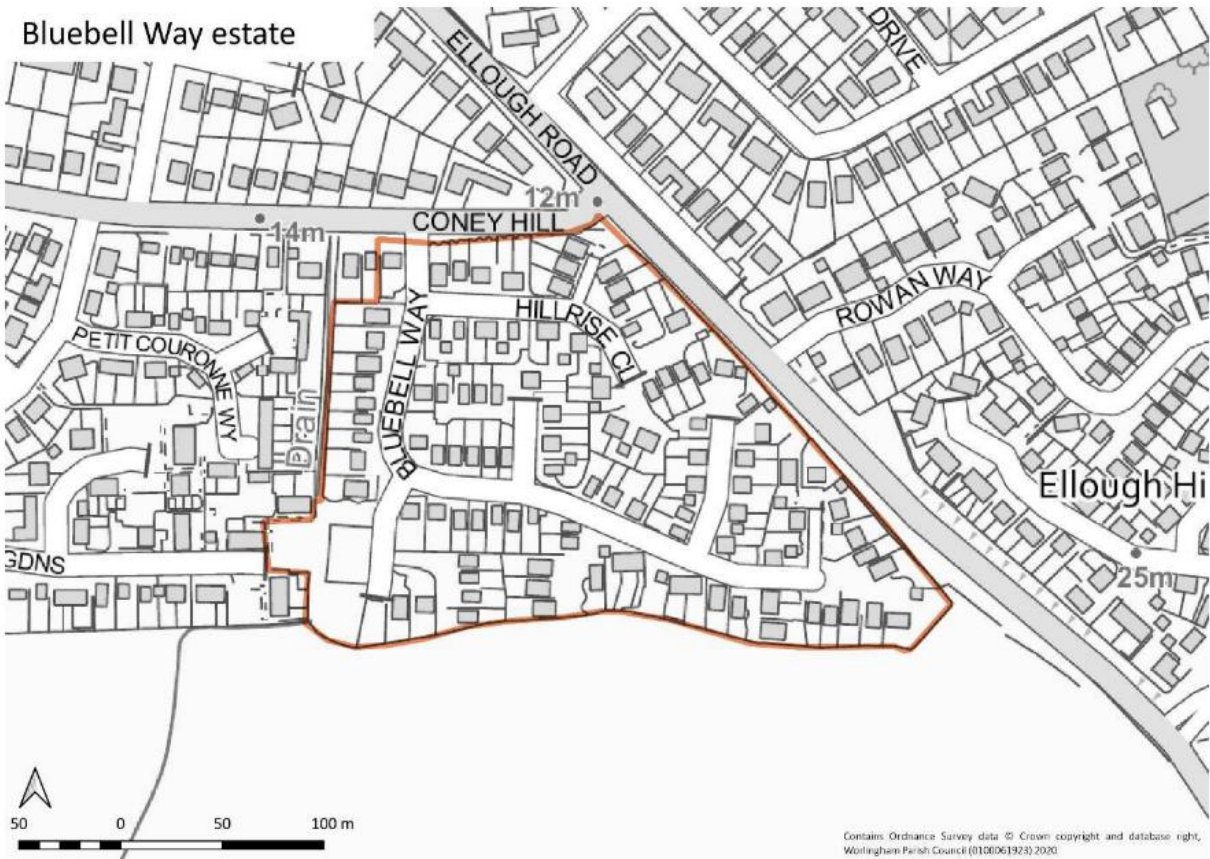 Bluebell Way estate
ELLOUGH ROAD
DRIVE
12m
14m
CONEY HILL
ROWAN WAY
HILLRISE CL
PETIT COURONNE WY
BLUEBELL WAY
Drain
Ellough Hi
GDNS
25m
50 0 50 100 m
Contains Ordnance Survey data © Crown copyright and database right,
Worlingham Parish Council (0100061923) 2020